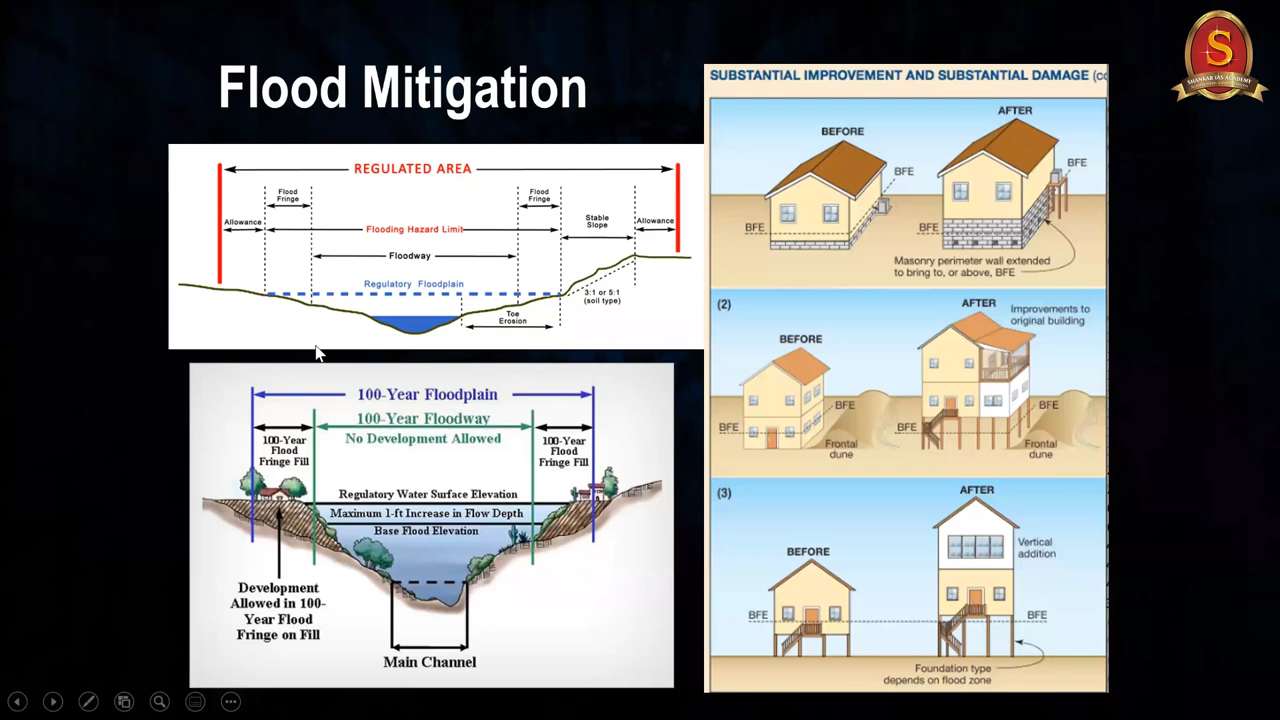 Flood Mitigation
REGULATED AREA
Flood
Fringe
Flood
Fringe
Allowance
Stable
Slope
Allowance
Flooding Hazard Limit
Floodway
Regulatory Floodplain
3:1 or 5:1
(soil type)
Toe
Erosion
100-Year Floodplain
100-Year Floodway
No Development Allowed
100-Year
Flood
Fringe Fill
100-Year
Flood
Fringe Fill
Regulatory Water Surface Elevation
Maximum 1-ft Increase in Flow Depth
Base Flood Elevation
Development
Allowed in 100-
Year Flood
Fringe on Fill
Main Channel
SUBSTANTIAL IMPROVEMENT AND SUBSTANTIAL DAMAGE (co
BEFORE
AFTER
BFE
BFE
BFE
BFE
Masonry perimeter wall extended
to bring to, or above, BFE
(2)
BEFORE
AFTER
Improvements to
original building
BFE
BFE
BFE
BFE
Frontal
dune
Frontal
dune
(3)
BEFORE
AFTER
Vertical
addition
BFE
BFE
Foundation type
depends on flood zone
S
SHANKAR IAS ACADEMY